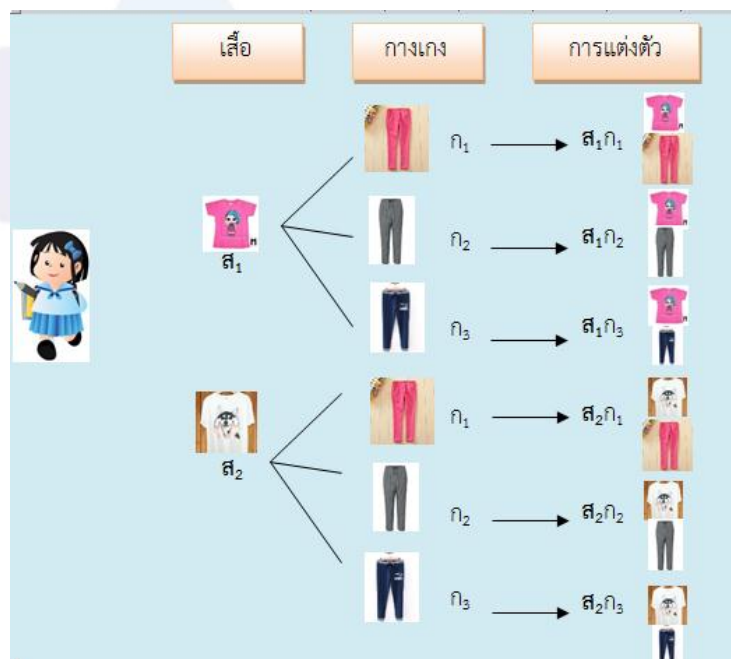 เสื้อ กางเกง การแต่งตัว
ก₁ ส₁ก₁
ส₁ ก₂ ส₁ก₂
ก₃ ส₁ก₃
ก₁ ส₂ก₁
ส₂
ก₂ ส₂ก₂
ก₃ ส₂ก₃